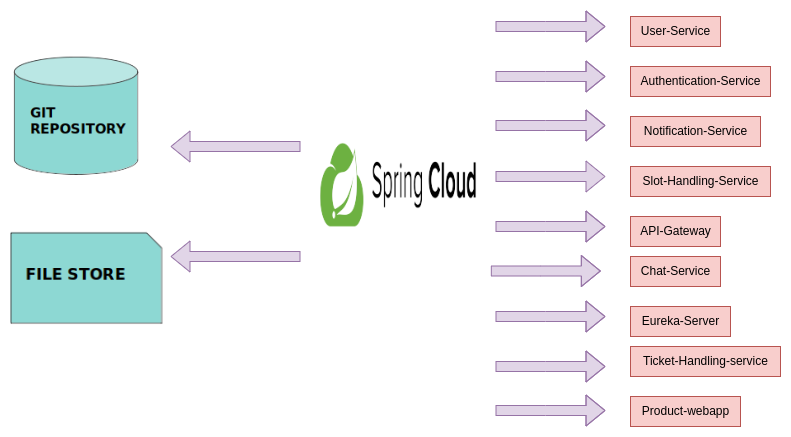 GIT
REPOSITORY
FILE STORE
Spring Cloud
User-Service
Authentication-Service
Notification-Service
Slot-Handling-Service
API-Gateway
Chat-Service
Eureka-Server
Ticket-Handling-service
Product-webapp